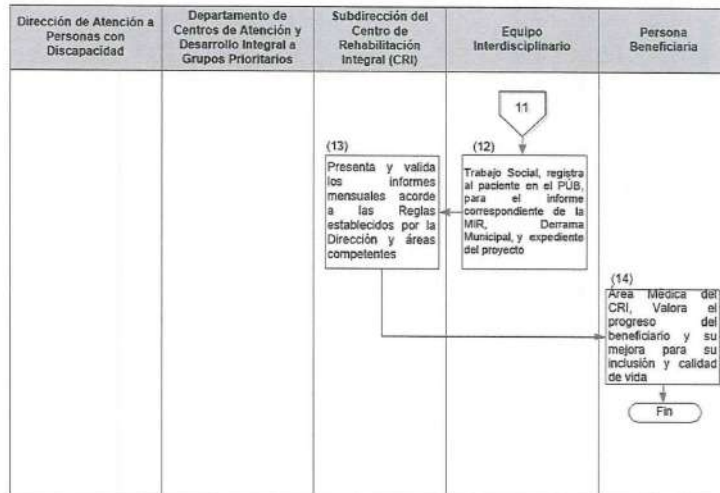 Dirección de Atención a
Personas con
Discapacidad
Departamento de
Centros de Atención y
Desarrollo Integral a
Grupos Prioritarios
Subdirección del
Centro de
Rehabilitación
Integral (CRI)
Equipo
Interdisciplinario
Persona
Beneficiaria
11
(12)
Trabajo Social, registra
al paciente en el PUB,
para el informe
correspondiente de la
MIR, Derrama
Municipal, y expediente
del proyecto
(13)
Presenta y valida
los informes
mensuales acorde
a las Reglas
establecidos por la
Dirección y áreas
competentes
(14)
Área Médica del
CRI, Valora el
progreso del
beneficiario y su
mejora para su
inclusión y calidad
de vida
Fin